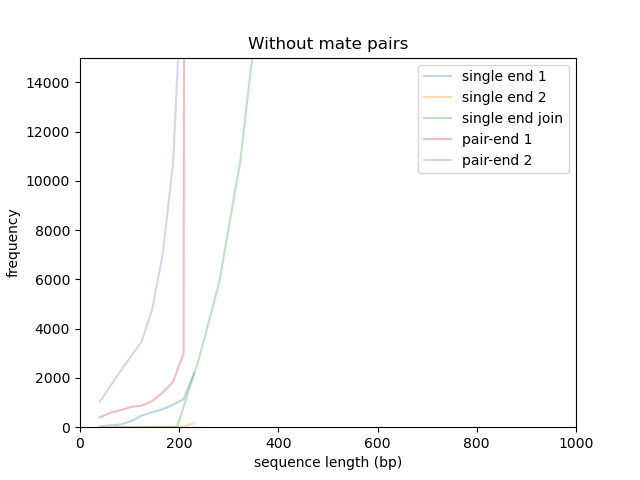 Without mate pairs
14000
12000
10000
8000
6000
4000
2000
0
frequency
0 200 400 600 800 1000
sequence length (bp)
single end 1
single end 2
single end join
pair-end 1
pair-end 2